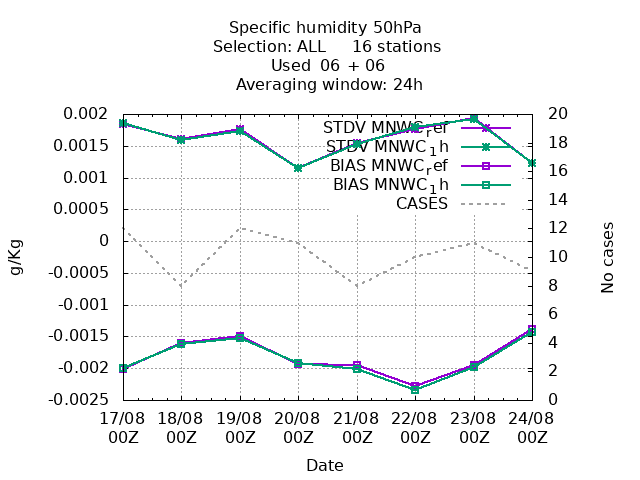 Specific humidity 50hPa
Selection: ALL     16 stations
Used  06 + 06
Averaging window: 24h
0.002
0.0015
0.001
0.0005
0
-0.0005
-0.001
-0.0015
-0.002
-0.0025
g/Kg
20
18
16
14
12
10
8
6
4
2
0
No cases
STDV MNWC_ref
STDV MNWC_1h
BIAS MNWC_ref
BIAS MNWC_1h
CASES
17/08 18/08 19/08 20/08 21/08 22/08 23/08 24/08
00Z 00Z 00Z 00Z 00Z 00Z 00Z 00Z
Date